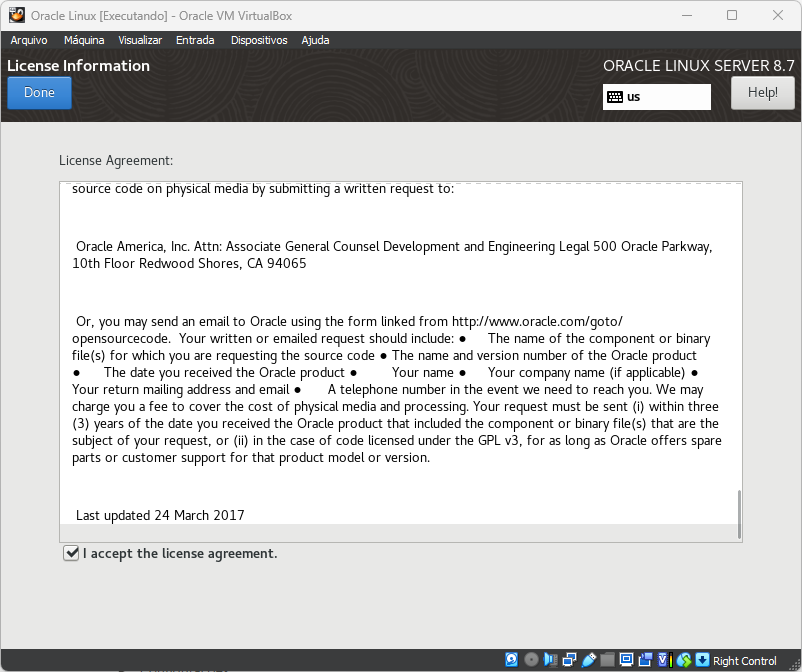 Oracle Linux [Executando] - Oracle VM VirtualBox
Arquivo Máquina Visualizar Entrada Dispositivos Ajuda
License Information
ORACLE LINUX SERVER 8.7
Done
us
Help!
License Agreement:
source code on physical media by submitting a written request to:
Oracle America, Inc. Attn: Associate General Counsel Development and Engineering Legal 500 Oracle Parkway,
10th Floor Redwood Shores, CA 94065
Or, you may send an email to Oracle using the form linked from http://www.oracle.com/goto/
opensourcecode. Your written or emailed request should include: ● The name of the component or binary
file(s) for which you are requesting the source code ● The name and version number of the Oracle product
● The date you received the Oracle product ● Your name ● Your company name (if applicable) ●
Your return mailing address and email ● A telephone number in the event we need to reach you. We may
charge you a fee to cover the cost of physical media and processing. Your request must be sent (i) within three
(3) years of the date you received the Oracle product that included the component or binary file(s) that are the
subject of your request, or (ii) in the case of code licensed under the GPL v3, for as long as Oracle offers spare
parts or customer support for that product model or version.
Last updated 24 March 2017
I accept the license agreement.
Right Control